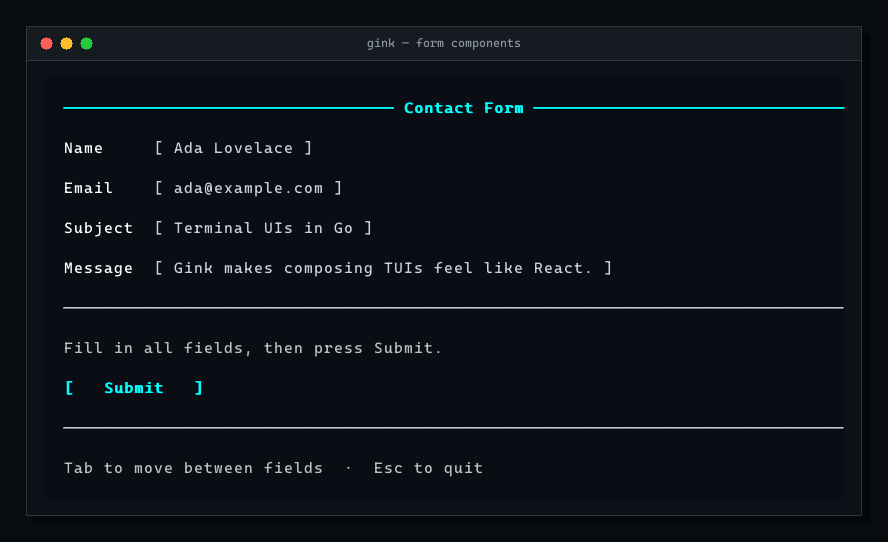 gink — form components
Contact Form
Name [ Ada Lovelace ]
Email [ ada@example.com ]
Subject [ Terminal UIs in Go ]
Message [ Gink makes composing TUIs feel like React. ]
Fill in all fields, then press Submit.
[ Submit ]
Tab to move between fields · Esc to quit